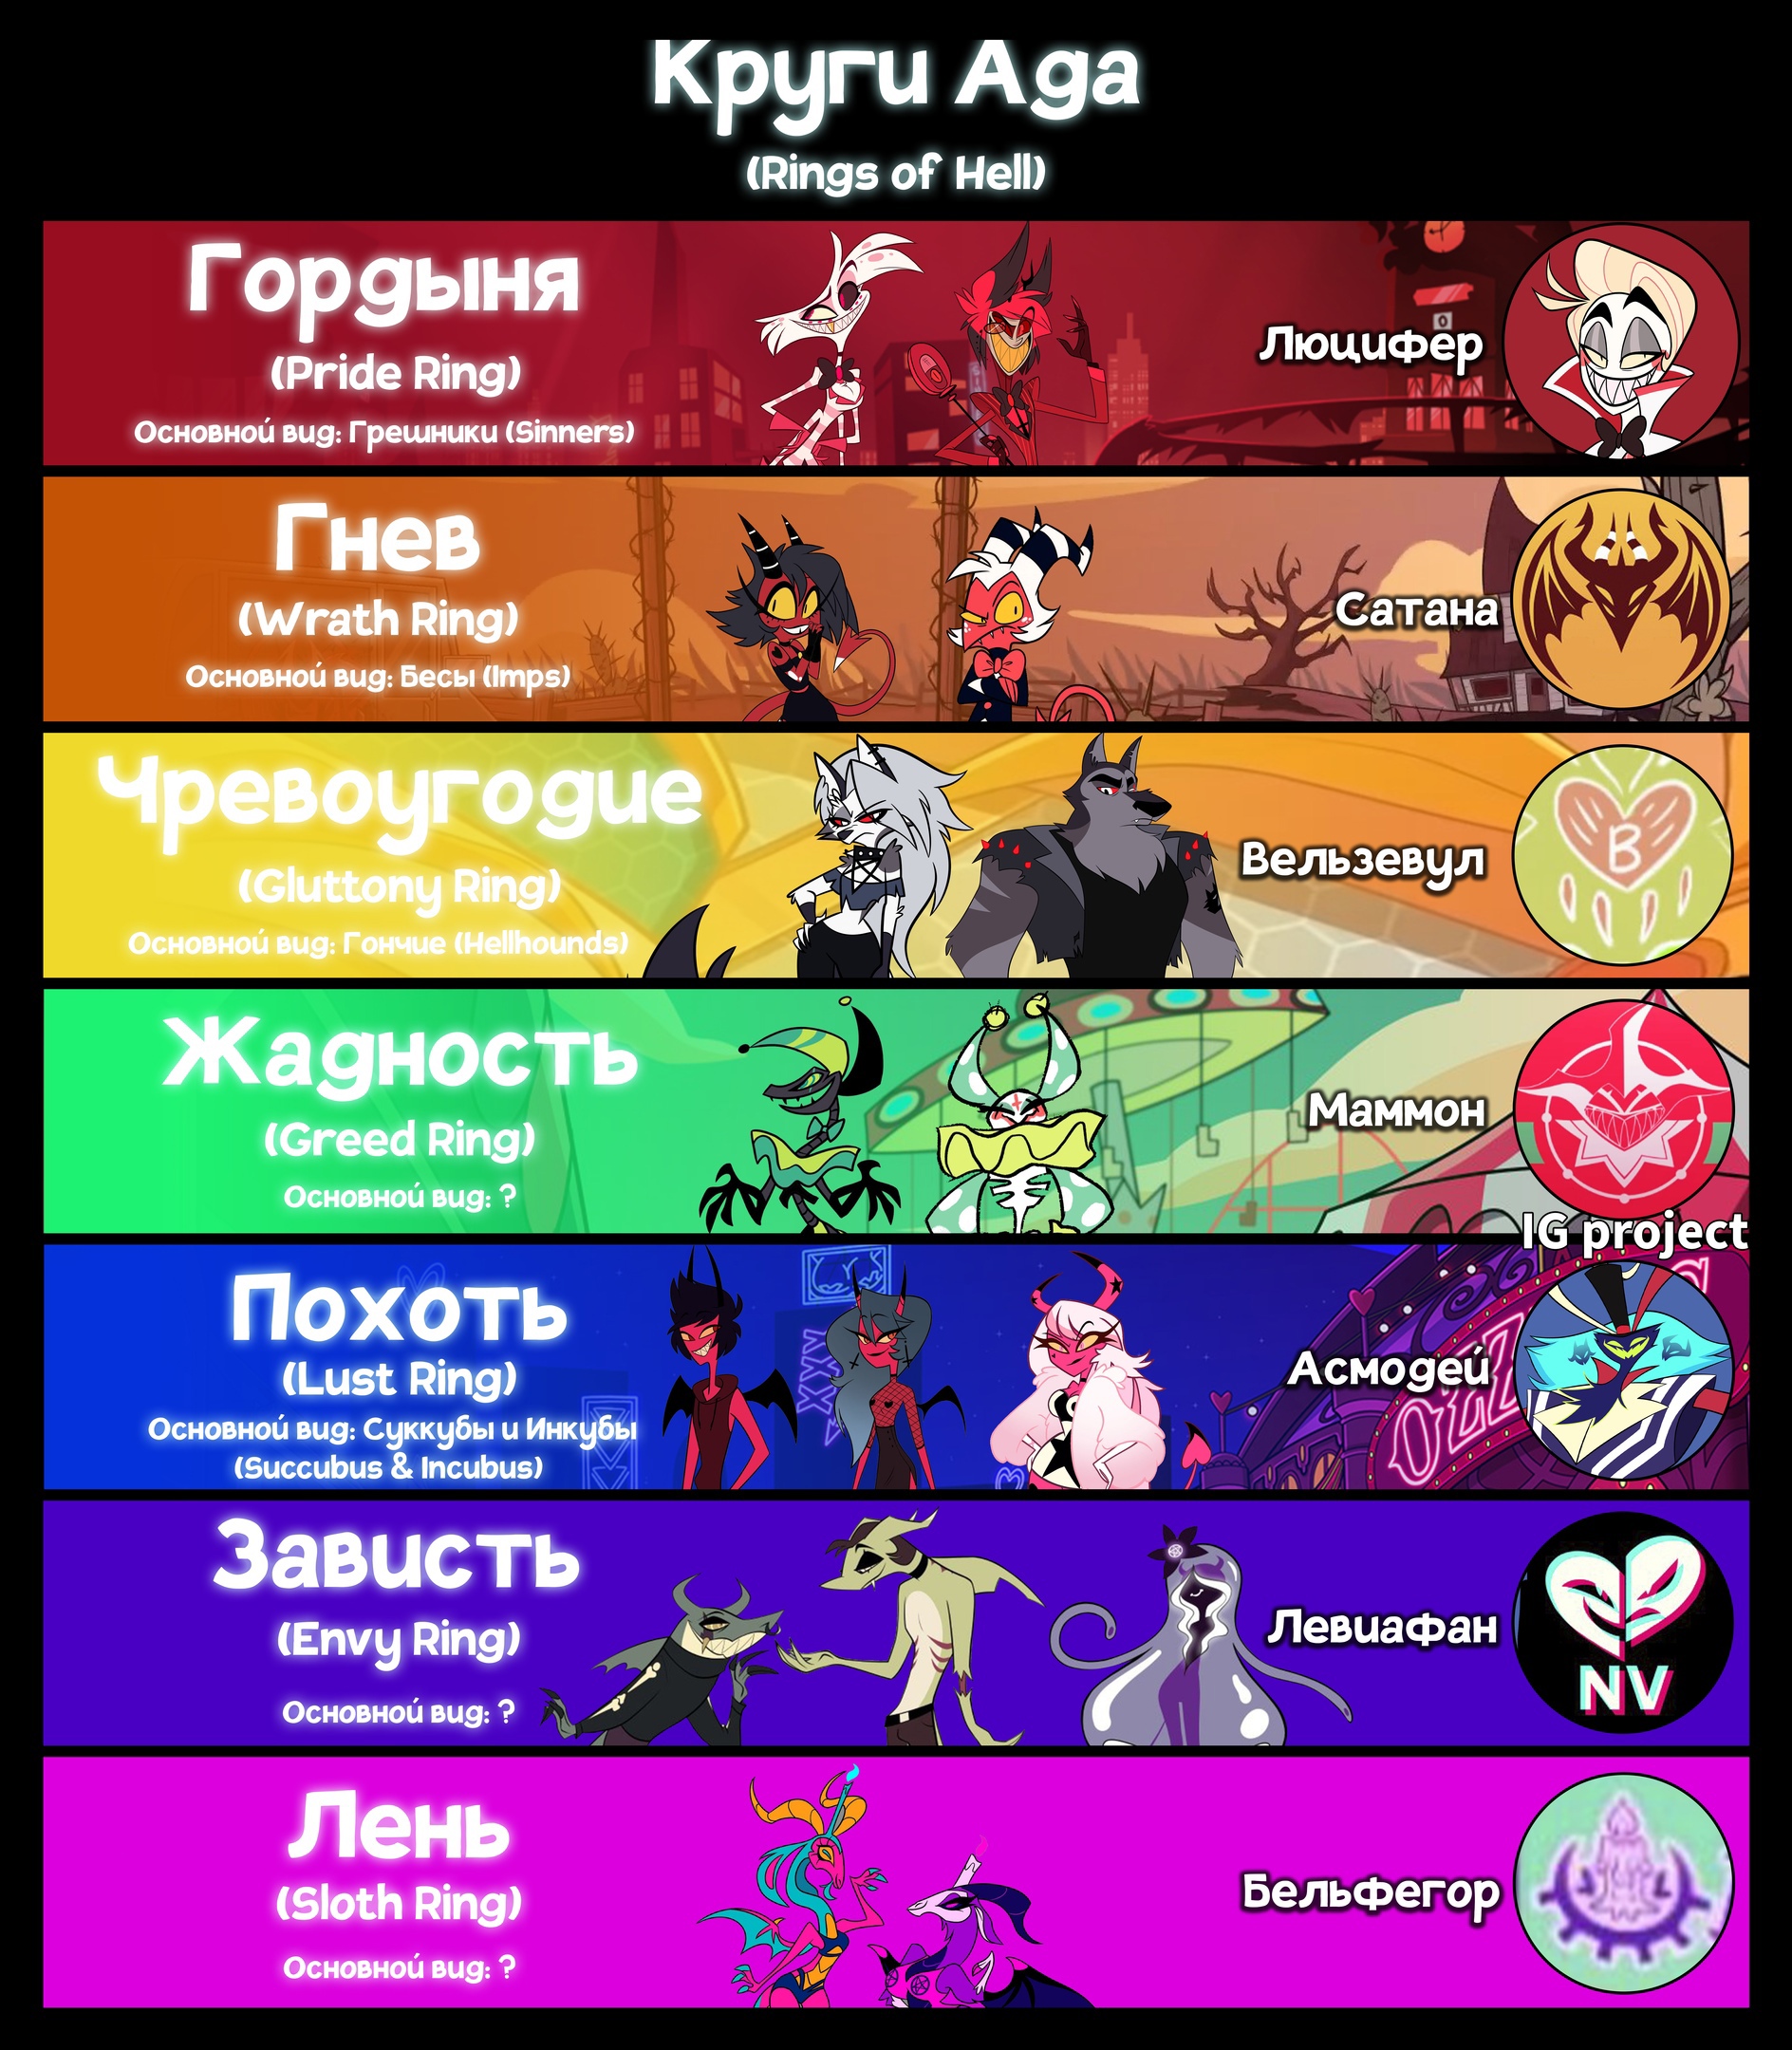 Круги Ада
(Rings of Hell)
Гордыня
(Pride Ring)
Основной вид: Грешники (Sinners)
Люцифер
Гнев
(Wrath Ring)
Основной вид: Бесы (Imps)
Сатана
Чревоугодие
(Gluttony Ring)
Основной вид: Гончие (Hellhounds)
Вельзевул
B
Жадность
(Greed Ring)
Основной вид: ?
Маммон
IG project
Похоть
(Lust Ring)
Основной вид: Суккубы и Инкубы
(Succubus & Incubus)
XXX
Асмодей
Зависть
(Envy Ring)
Основной вид: ?
Левиафан
NV
Лень
(Sloth Ring)
Основной вид: ?
Бельфегор